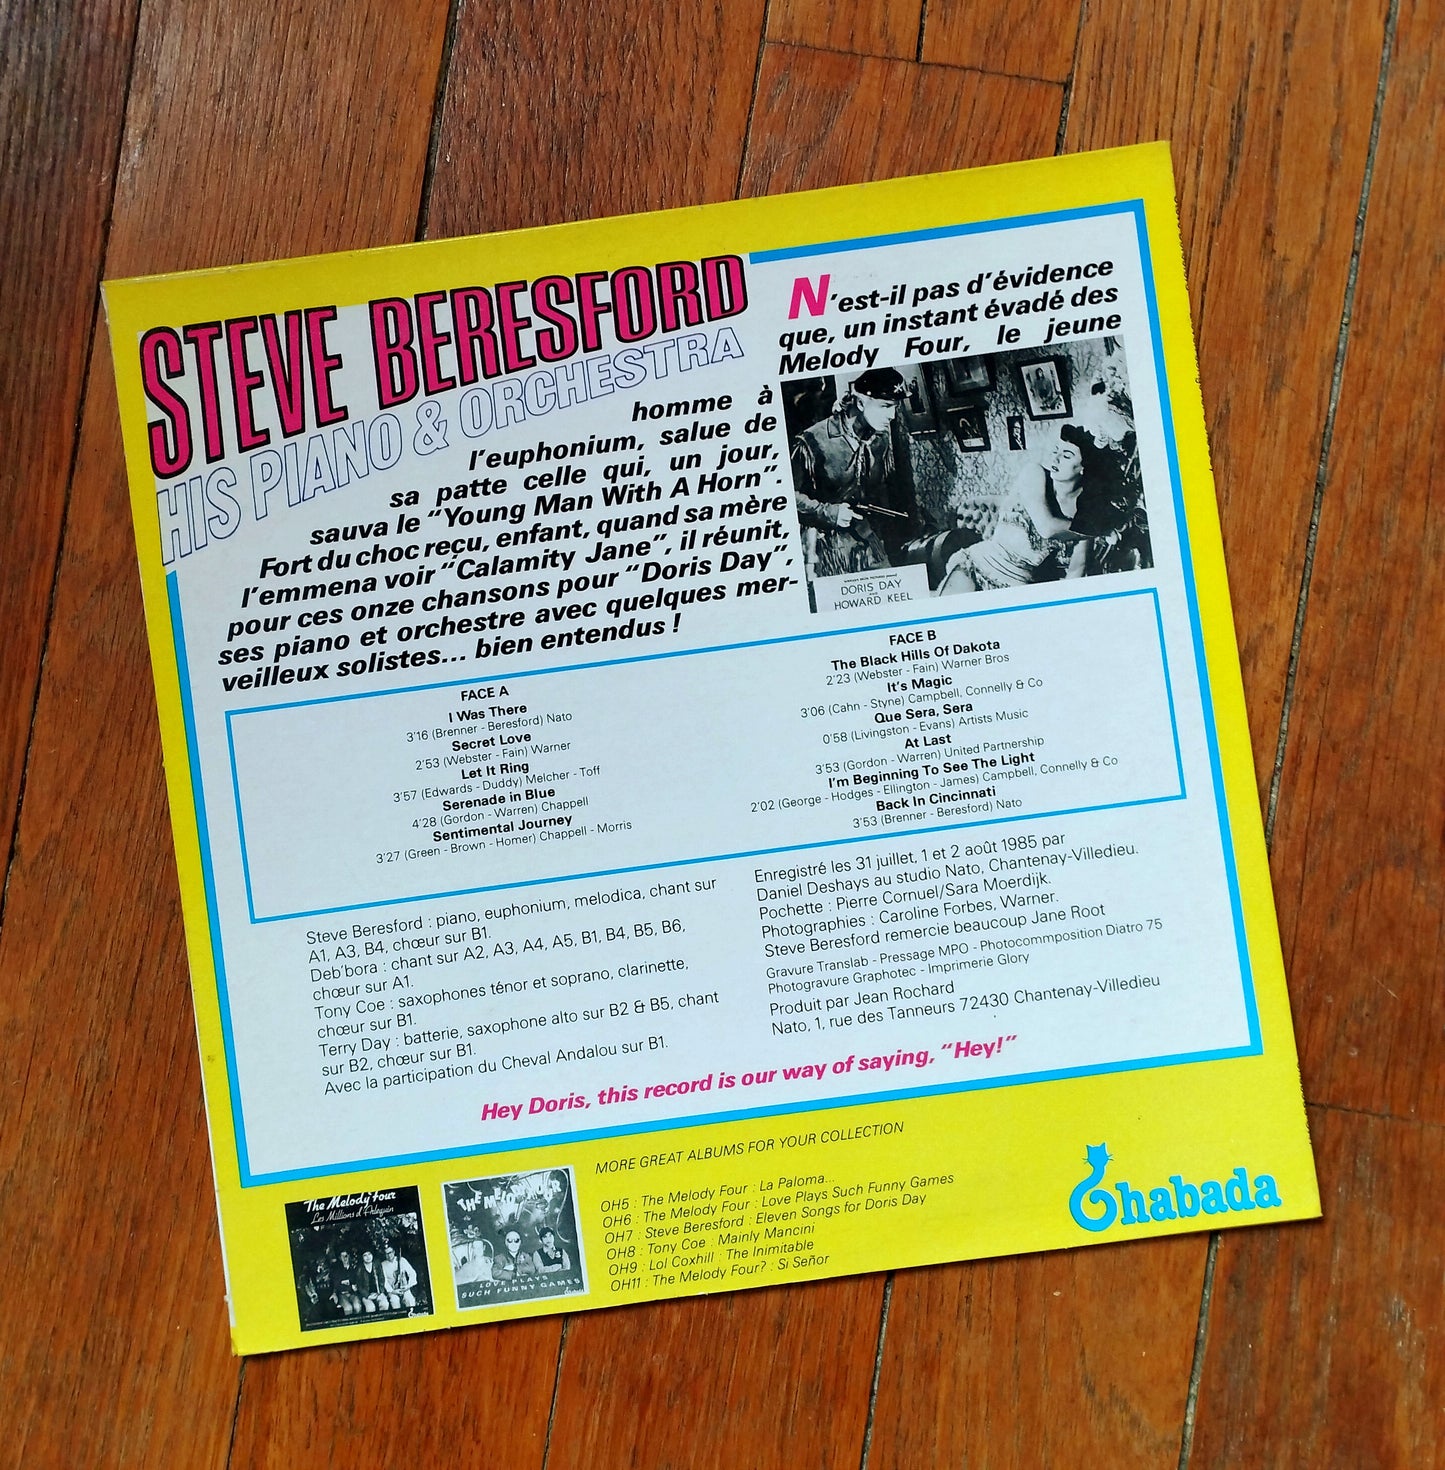 STEVE BERESFORD
HIS PIANO & ORCHESTRA
N'est-il pas d'évidence
que, un instant évadé des
Melody Four, le jeune
homme à
l'euphonium, salue de
sa patte celle qui, un jour,
sauva le "Young Man With A Horn".
Fort du choc reçu, enfant, quand sa mère
l'emmena voir "Calamity Jane", il réunit,
pour ces onze chansons pour "Doris Day",
ses piano et orchestre avec quelques mer-
veilleux solistes... bien entendus !
DORIS DAY
HOWARD KEEL
FACE A
I Was There
3'16 (Brenner - Beresford) Nato
Secret Love
2'53 (Webster - Fain) Warner
Let It Ring
3'57 (Edwards - Duddy) Melcher - Toff
Serenade in Blue
4'28 (Gordon - Warren) Chappell
Sentimental Journey
3'27 (Green - Brown - Homer) Chappell - Morris
FACE B
The Black Hills Of Dakota
2'23 (Webster - Fain) Warner Bros
It's Magic
3'06 (Cahn - Styne) Campbell, Connelly & Co
Que Sera, Sera
0'58 (Livingston - Evans) Artists Music
At Last
3'53 (Gordon - Warren) United Partnership
I'm Beginning To See The Light
2'02 (George - Hodges - Ellington - James) Campbell, Connelly & Co
Back In Cincinnati
3'53 (Brenner - Beresford) Nato
Steve Beresford : piano, euphonium, melodica, chant sur
A1, A3, B4, chœur sur B1.
Deb'bora : chant sur A2, A3, A4, A5, B1, B4, B5, B6,
chœur sur A1.
Tony Coe : saxophones ténor et soprano, clarinette,
chœur sur B1.
Terry Day : batterie, saxophone alto sur B2 & B5, chant
sur B2, chœur sur B1.
Avec la participation du Cheval Andalou sur B1.
Enregistré les 31 juillet, 1 et 2 août 1985 par
Daniel Deshays au studio Nato, Chantenay-Villedieu.
Pochette : Pierre Cornuel/Sara Moerdijk.
Photographies : Caroline Forbes, Warner.
Steve Beresford remercie beaucoup Jane Root
Gravure Translab - Pressage MPO - Photocommposition Diatro 75
Photogravure Graphotec - Imprimerie Glory
Produit par Jean Rochard
Nato, 1, rue des Tanneurs 72430 Chantenay-Villedieu
Hey Doris, this record is our way of saying, "Hey!"
The Melody four
Les Millions d'Arlequin
THE MELODY FOUR
LOVE PLAYS
SUCH FUNNY GAMES
MORE GREAT ALBUMS FOR YOUR COLLECTION
OH5 : The Melody Four : La Paloma...
OH6 : The Melody Four : Love Plays Such Funny Games
OH7 : Steve Beresford : Eleven Songs for Doris Day
OH8 : Tony Coe : Mainly Mancini
OH9 : Lol Coxhill : The Inimitable
OH11 : The Melody Four? : Si Señor
Chabada